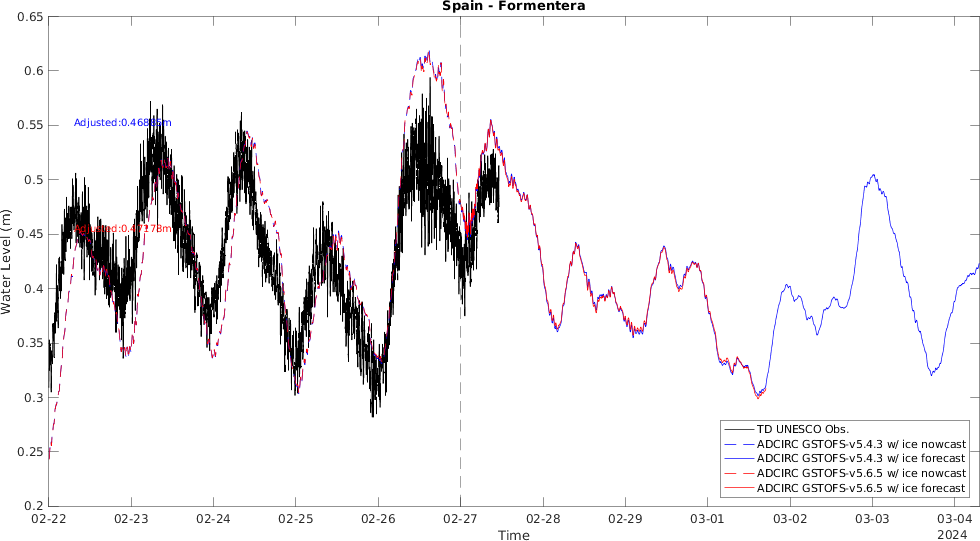 Spain - Formentera
0.65
0.6
0.55
0.5
0.45
0.4
0.35
0.3
0.25
0.2
Water Level (m)
Adjusted:0.46886m
Adjusted:0.47173m
TD UNESCO Obs.
ADCIRC GSTOFS-v5.4.3 w/ ice nowcast
ADCIRC GSTOFS-v5.4.3 w/ ice forecast
ADCIRC GSTOFS-v5.6.5 w/ ice nowcast
ADCIRC GSTOFS-v5.6.5 w/ ice forecast
02-22 02-23 02-24 02-25 02-26 02-27 02-28 02-29 03-01 03-02 03-03 03-04
Time
2024